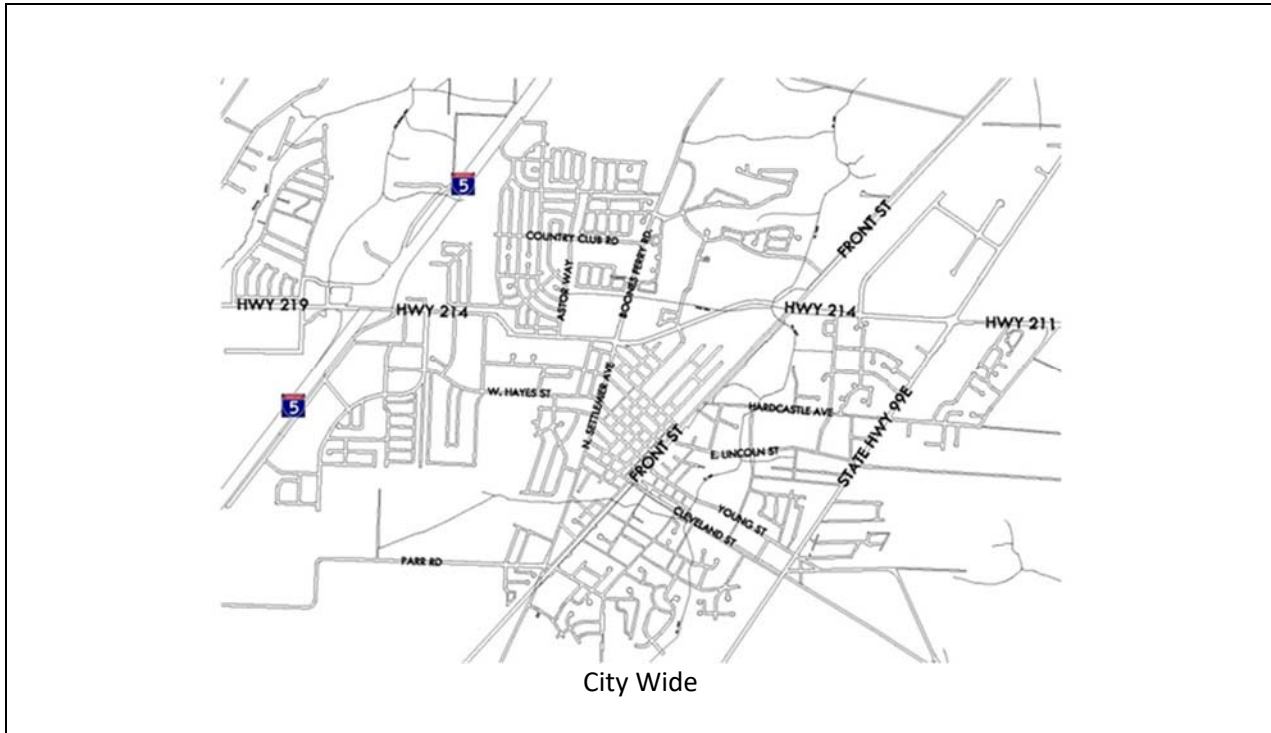 5
COUNTRY CLUB RD
FRONT ST
BOONES FERRY RD.
ASTOR WAY
HWY 219
HWY 214
HWY 214
HWY 211
N. SETTLEMIER AVE
W. HAYES ST
5
HARDCASTLE AVE
STATE HWY 99E
FRONT ST
E. LINCOLN ST
YOUNG ST
CLEVELAND ST
PARR RD
City Wide